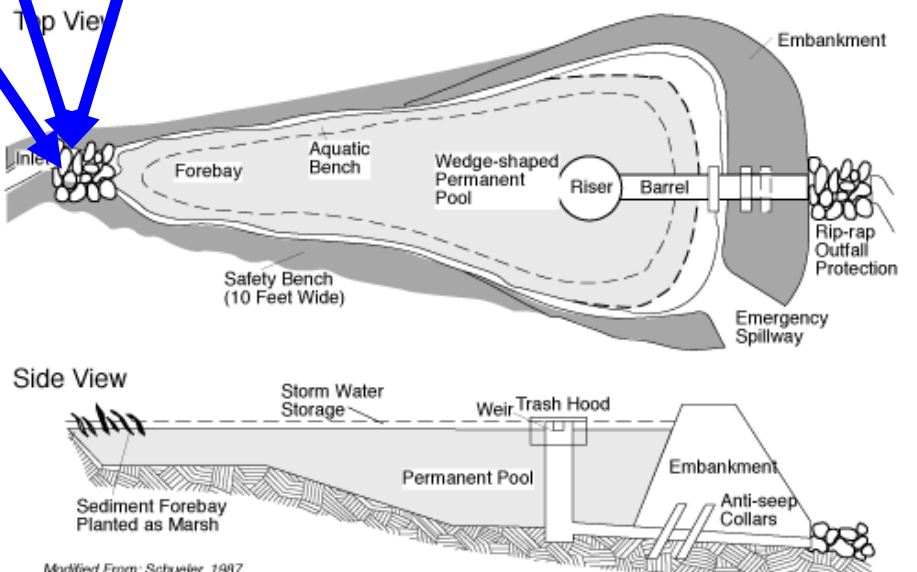 Top View
Embankment
Inlet
Forebay
Aquatic
Bench
Wedge-shaped
Permanent
Pool
Riser
Barrel
Rip-rap
Outfall
Protection
Safety Bench
(10 Feet Wide)
Emergency
Spillway
Side View
Storm Water
Storage
Weir
Trash Hood
Permanent Pool
Embankment
Sediment Forebay
Planted as Marsh
Anti-seep
Collars
Modified From: Schueler, 1987